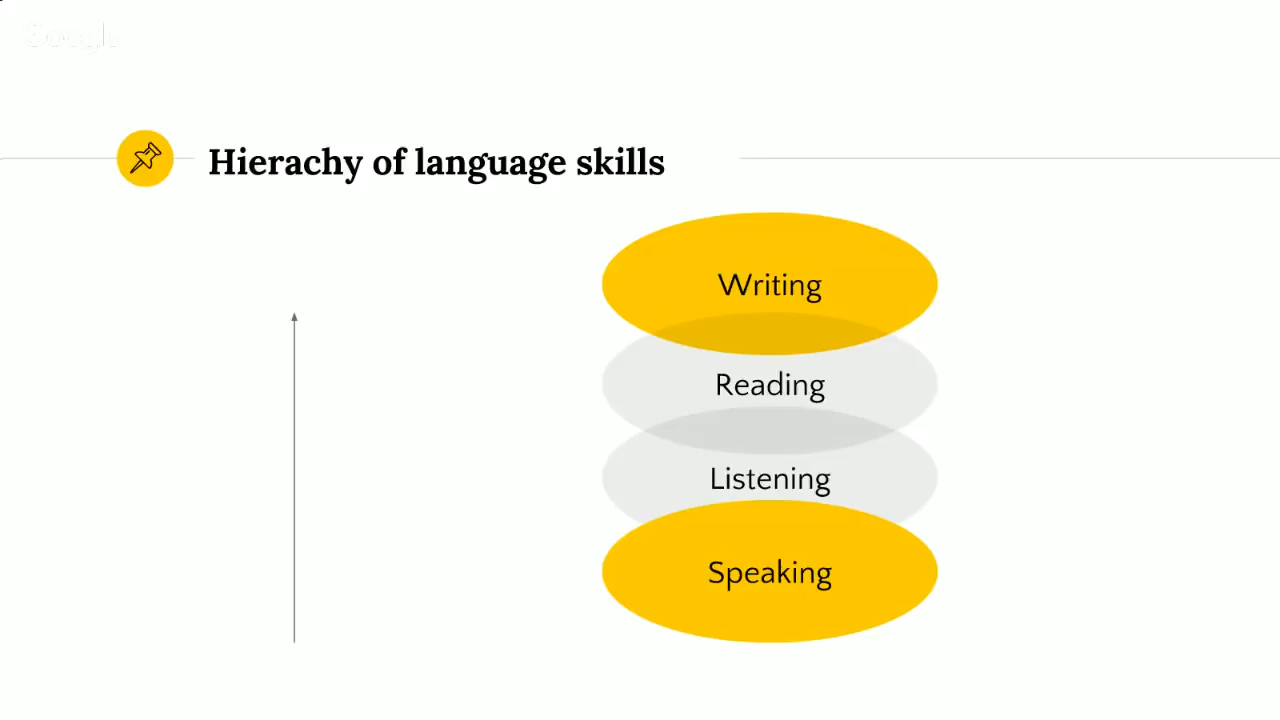 Hierachy of language skills
Writing
Reading
Listening
Speaking